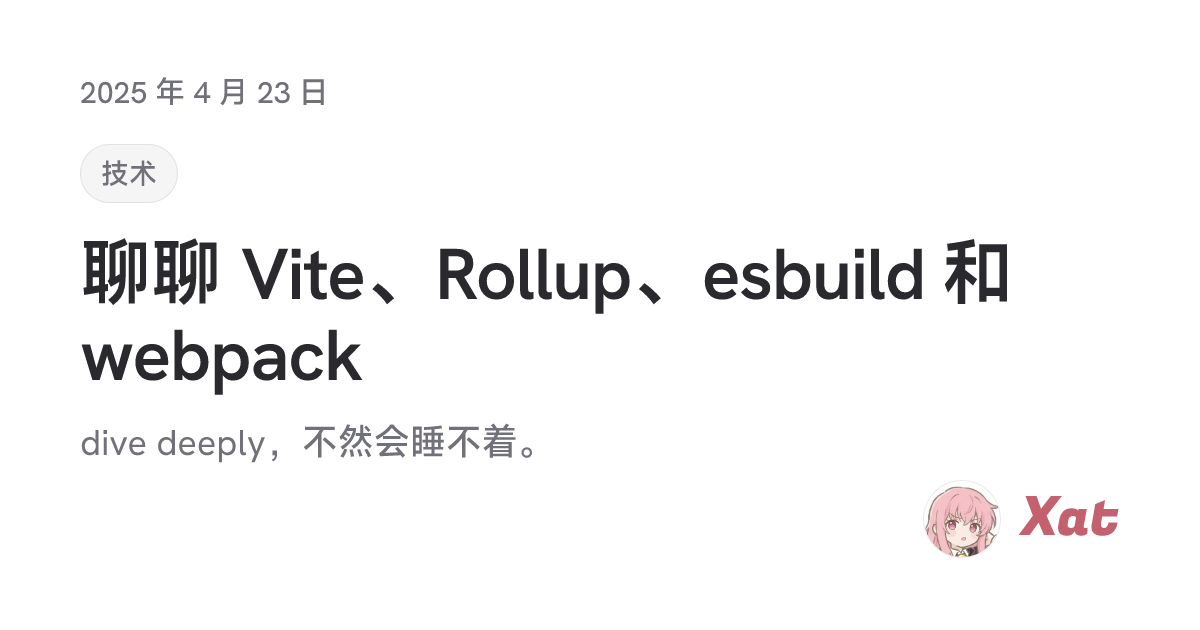 2025 年 4 月 23 日
技术
聊聊 Vite、Rollup、esbuild 和
webpack
dive deeply，不然会睡不着。
Xat